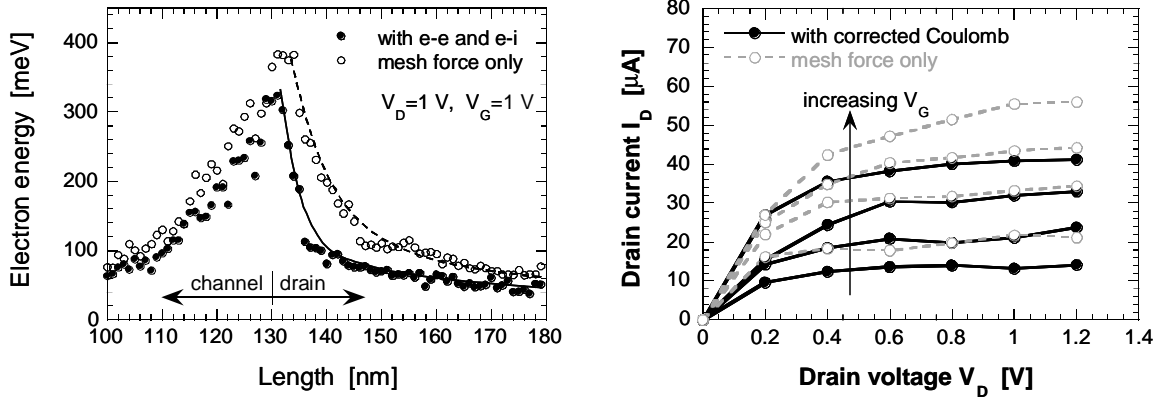 400
300
200
100
0
Electron energy [meV]
with e-e and e-i
mesh force only
V_D=1 V, V_G=1 V
channel
drain
100 110 120 130 140 150 160 170 180
Length [nm]
80
70
60
50
40
30
20
10
0
Drain current I_D [μA]
with corrected Coulomb
mesh force only
increasing V_G
0 0.2 0.4 0.6 0.8 1 1.2 1.4
Drain voltage V_D [V]